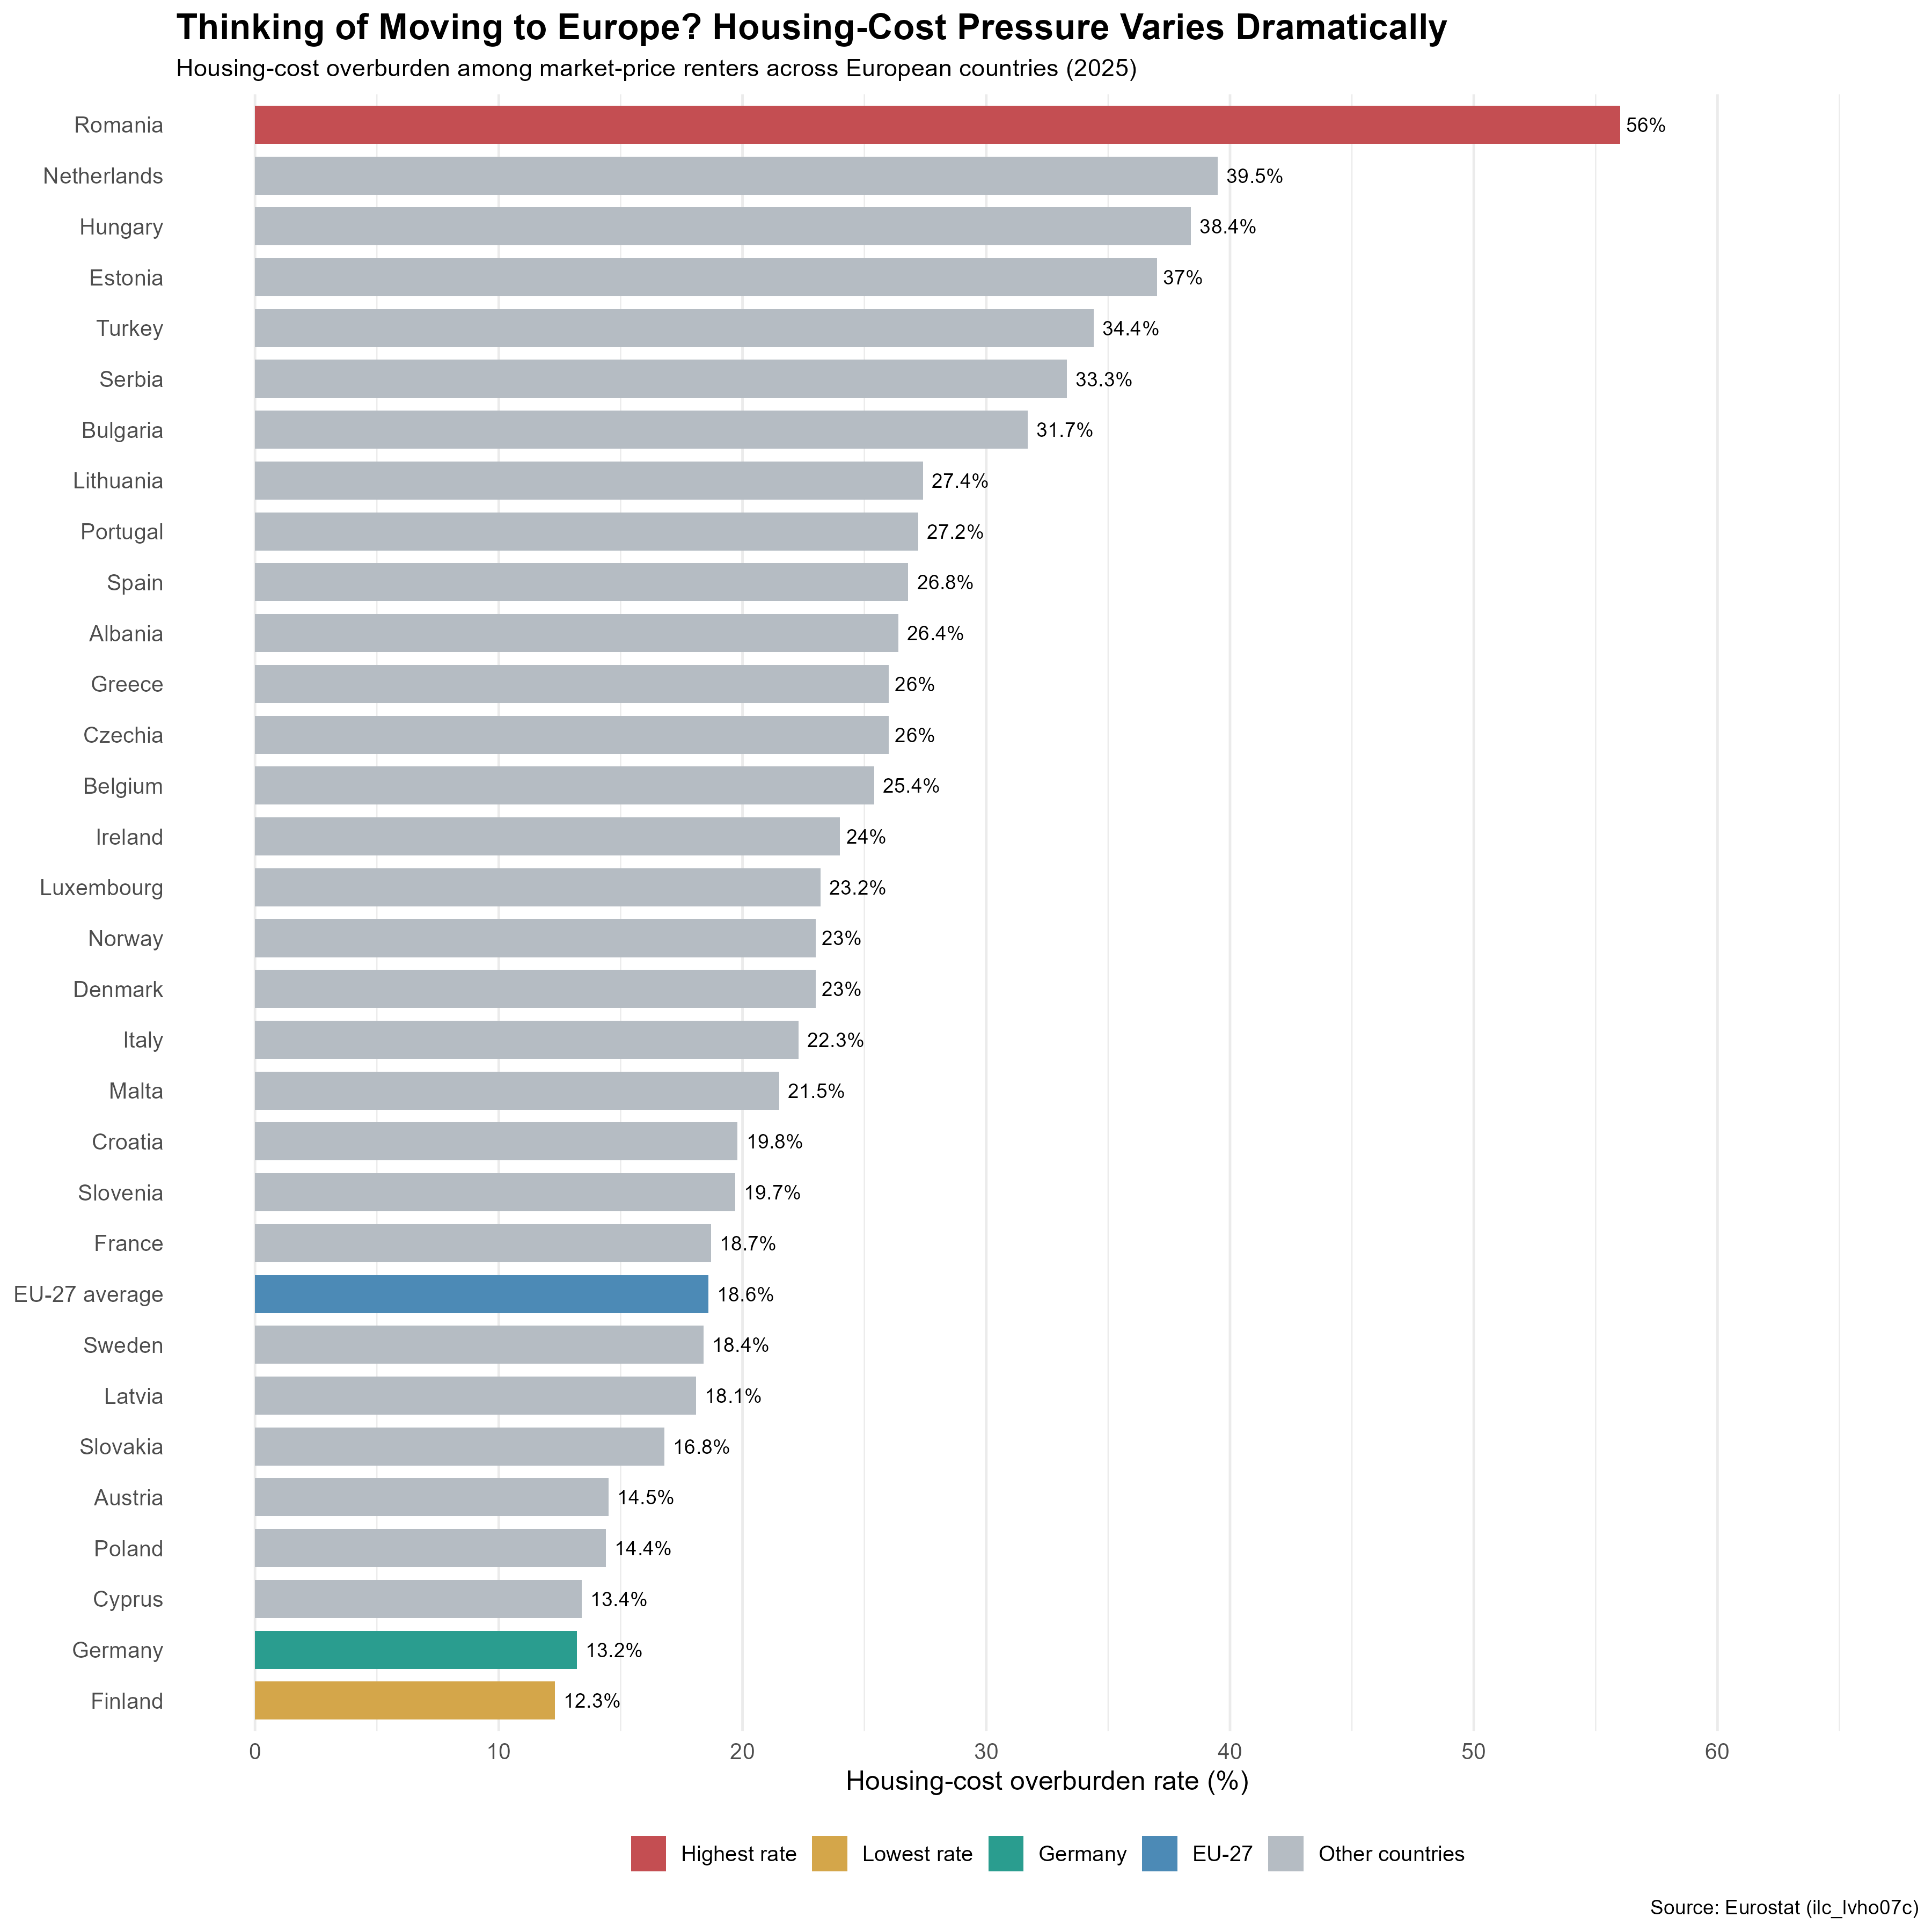 Thinking of Moving to Europe? Housing-Cost Pressure Varies Dramatically
Housing-cost overburden among market-price renters across European countries (2025)
Romania 56%
Netherlands 39.5%
Hungary 38.4%
Estonia 37%
Turkey 34.4%
Serbia 33.3%
Bulgaria 31.7%
Lithuania 27.4%
Portugal 27.2%
Spain 26.8%
Albania 26.4%
Greece 26%
Czechia 26%
Belgium 25.4%
Ireland 24%
Luxembourg 23.2%
Norway 23%
Denmark 23%
Italy 22.3%
Malta 21.5%
Croatia 19.8%
Slovenia 19.7%
France 18.7%
EU-27 average 18.6%
Sweden 18.4%
Latvia 18.1%
Slovakia 16.8%
Austria 14.5%
Poland 14.4%
Cyprus 13.4%
Germany 13.2%
Finland 12.3%
0 10 20 30 40 50 60
Housing-cost overburden rate (%)
Highest rate Lowest rate Germany EU-27 Other countries
Source: Eurostat (ilc_lvho07c)